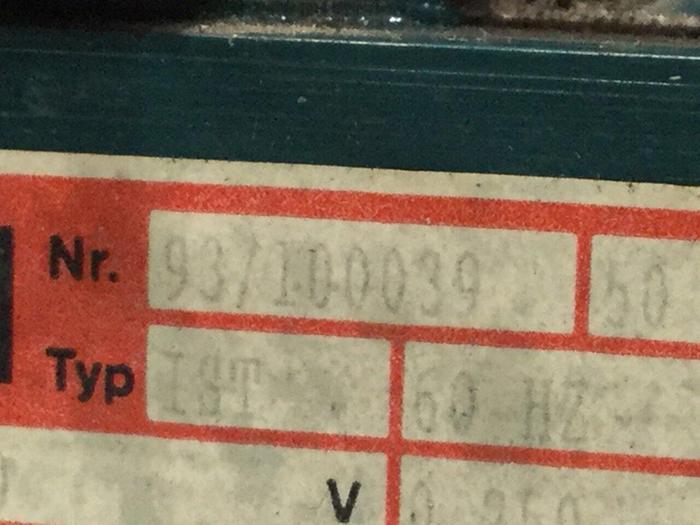 Nr. 93/100039 50
Typ IST 60 HZ
V